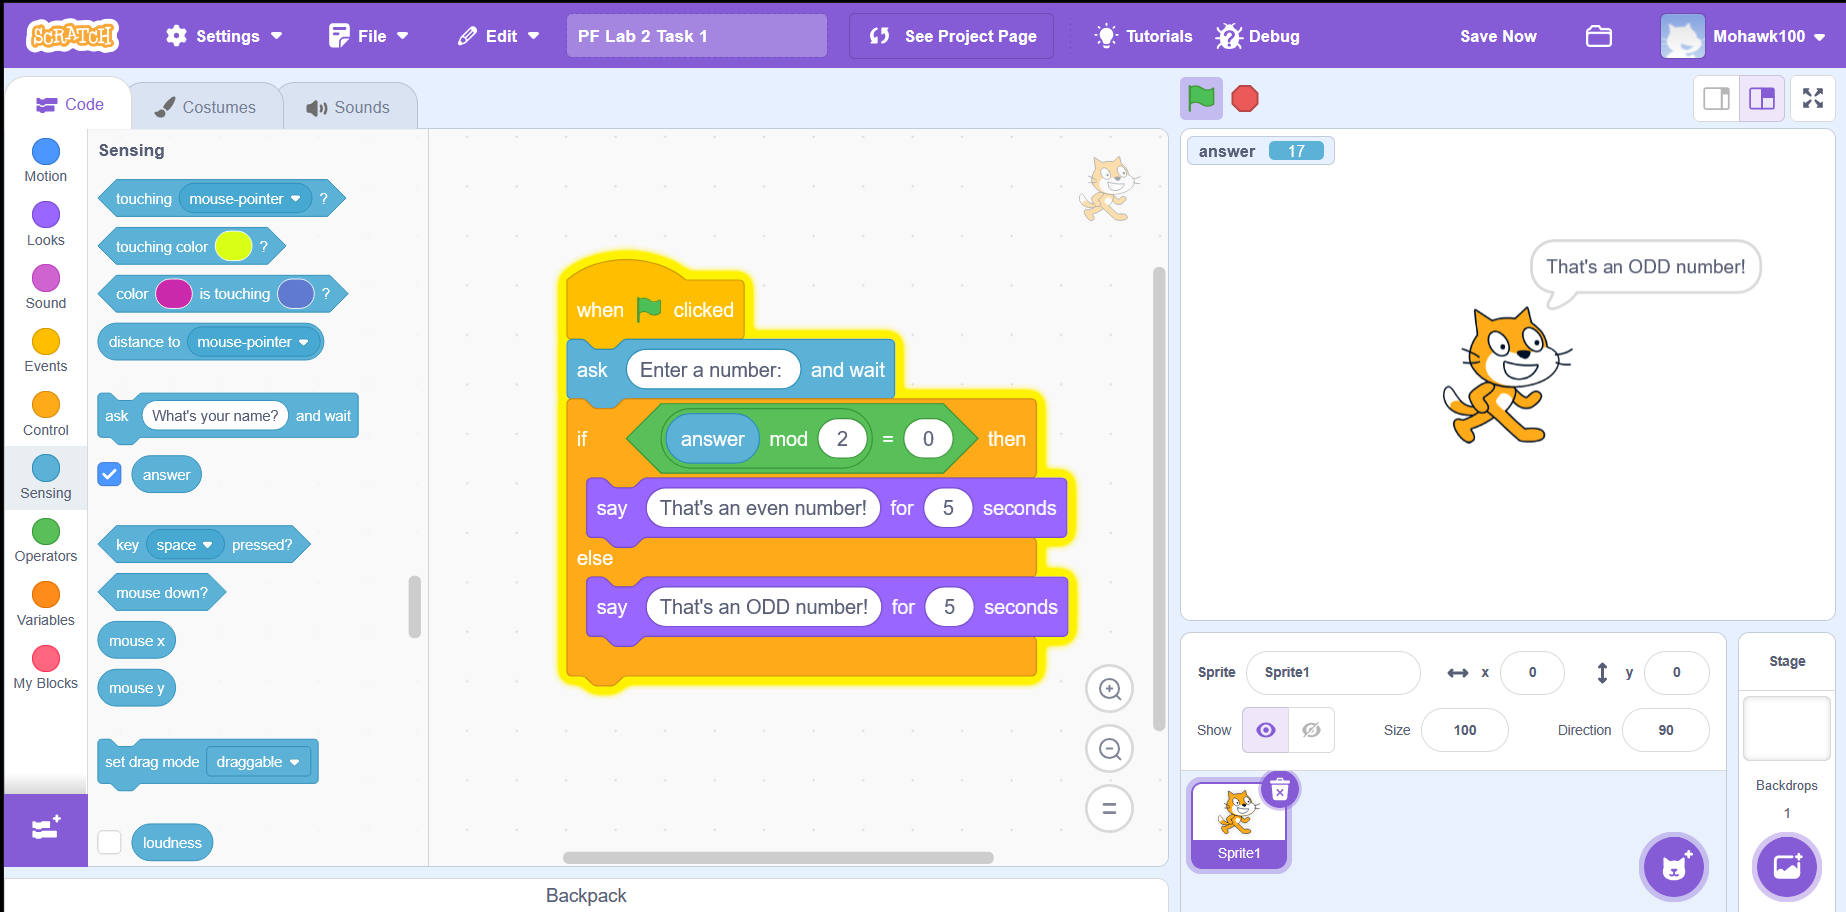 SCRATCH Settings File Edit PF Lab 2 Task 1 See Project Page Tutorials Debug Save Now Mohawk100
Code Costumes Sounds
Motion
Looks
Sound
Events
Control
Sensing
Operators
Variables
My Blocks
Sensing
touching mouse-pointer ?
touching color ?
color is touching ?
distance to mouse-pointer
ask What's your name? and wait
answer
key space pressed?
mouse down?
mouse x
mouse y
set drag mode draggable
loudness
when clicked
ask Enter a number: and wait
if answer mod 2 = 0 then
say That's an even number! for 5 seconds
else
say That's an ODD number! for 5 seconds
Backpack
answer 17
That's an ODD number!
Sprite Sprite1 x 0 y 0
Show Size 100 Direction 90
Sprite1
Stage
Backdrops
1